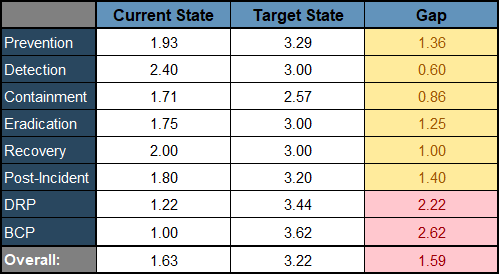 Current State Target State Gap
Prevention 1.93 3.29 1.36
Detection 2.40 3.00 0.60
Containment 1.71 2.57 0.86
Eradication 1.75 3.00 1.25
Recovery 2.00 3.00 1.00
Post-Incident 1.80 3.20 1.40
DRP 1.22 3.44 2.22
BCP 1.00 3.62 2.62
Overall: 1.63 3.22 1.59